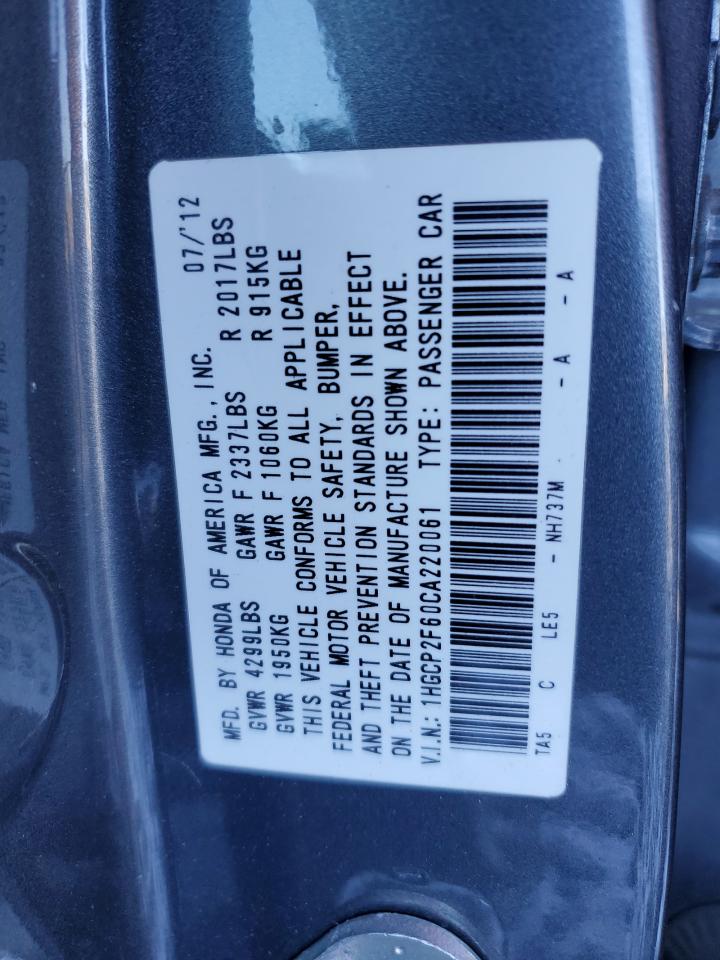 MFD. BY HONDA OF AMERICA MFG., INC. 07/'12
GVWR 4299LBS GAWR F 2337LBS R 2017LBS
GVWR 1950KG GAWR F 1060KG R 915KG
THIS VEHICLE CONFORMS TO ALL APPLICABLE
FEDERAL MOTOR VEHICLE SAFETY, BUMPER,
AND THEFT PREVENTION STANDARDS IN EFFECT
ON THE DATE OF MANUFACTURE SHOWN ABOVE.
V.I.N.: 1HGCP2F60CA220061 TYPE: PASSENGER CAR
TA5 C LE5 - NH737M - A - A